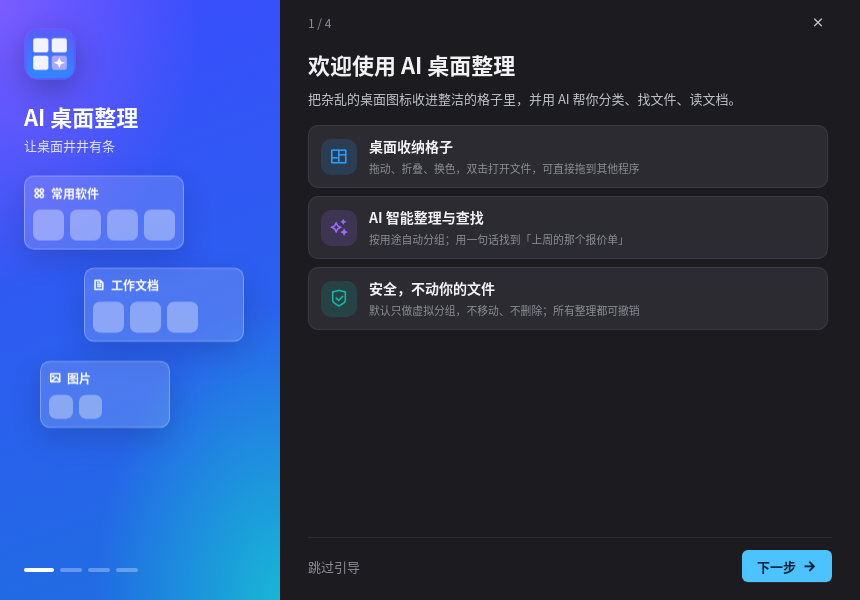 AI 桌面整理
让桌面井井有条
常用软件
工作文档
图片
1 / 4
欢迎使用 AI 桌面整理
把杂乱的桌面图标收进整洁的格子里，并用 AI 帮你分类、找文件、读文档。
桌面收纳格子
拖动、折叠、换色，双击打开文件，可直接拖到其他程序
AI 智能整理与查找
按用途自动分组；用一句话找到「上周的那个报价单」
安全，不动你的文件
默认只做虚拟分组，不移动、不删除；所有整理都可撤销
跳过引导
下一步